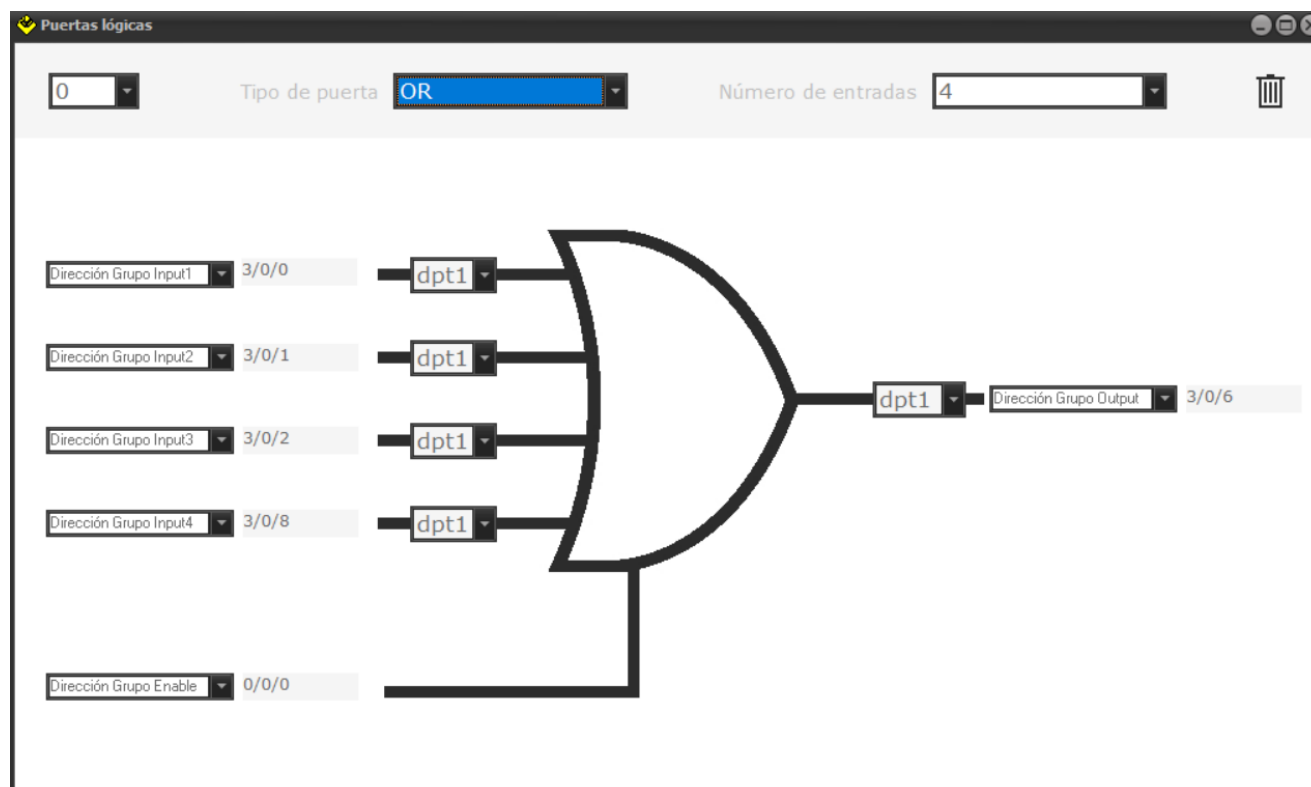 Puertas lógicas
0 Tipo de puerta OR Número de entradas 4
Dirección Grupo Input1 3/0/0 dpt1
Dirección Grupo Input2 3/0/1 dpt1
dpt1 Dirección Grupo Output 3/0/6
Dirección Grupo Input3 3/0/2 dpt1
Dirección Grupo Input4 3/0/8 dpt1
Dirección Grupo Enable 0/0/0